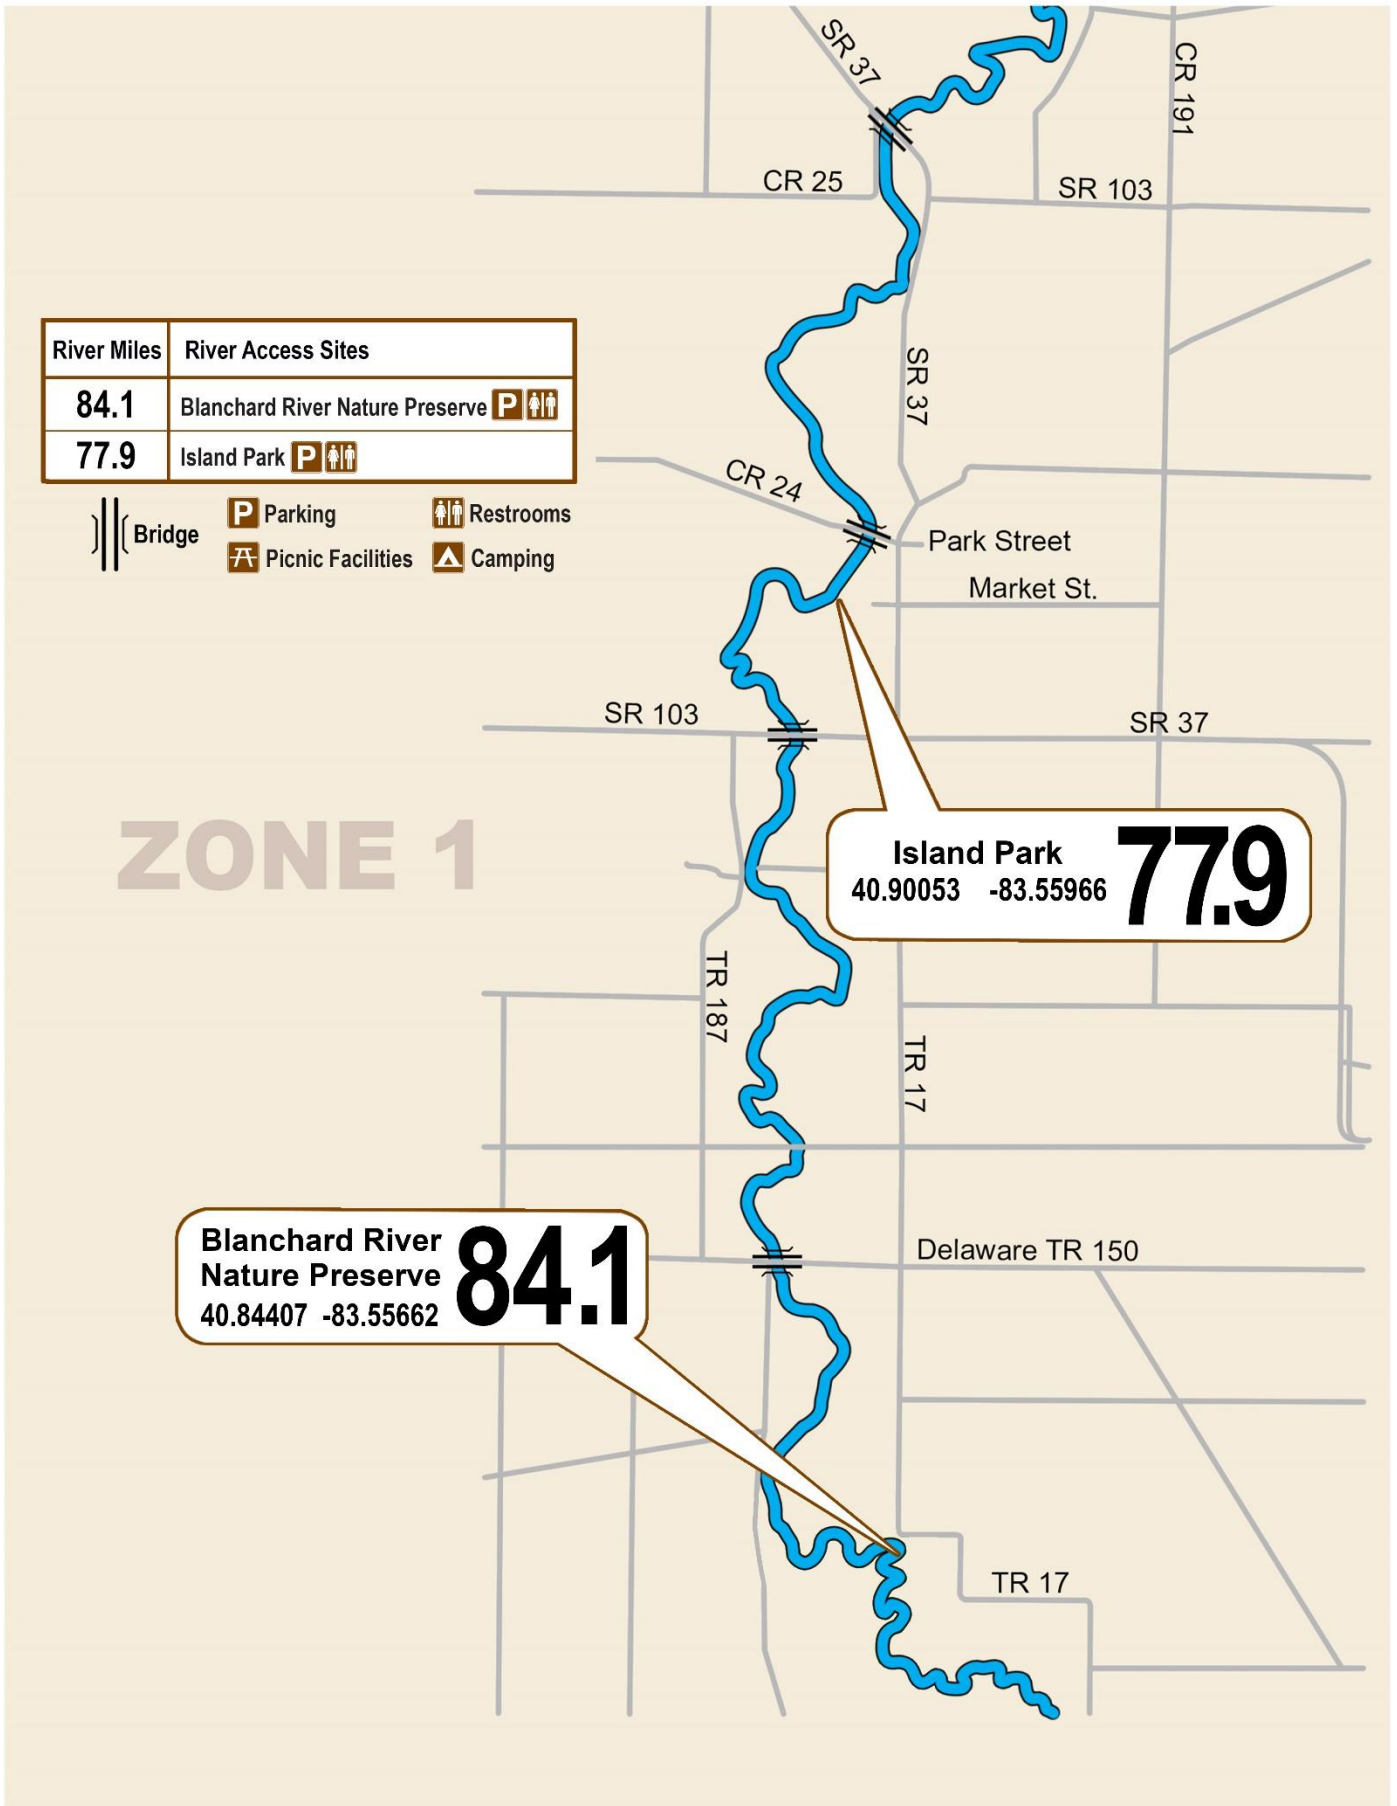 SR 37
CR 191
CR 25
SR 103
River Miles River Access Sites
84.1 Blanchard River Nature Preserve P
77.9 Island Park P
SR 37
CR 24
Bridge
P Parking
Restrooms
Picnic Facilities
Camping
Park Street
Market St.
SR 103
SR 37
ZONE 1
Island Park
40.90053 -83.55966
77.9
TR 187
TR 17
Blanchard River
Nature Preserve
40.84407 -83.55662
84.1
Delaware TR 150
TR 17